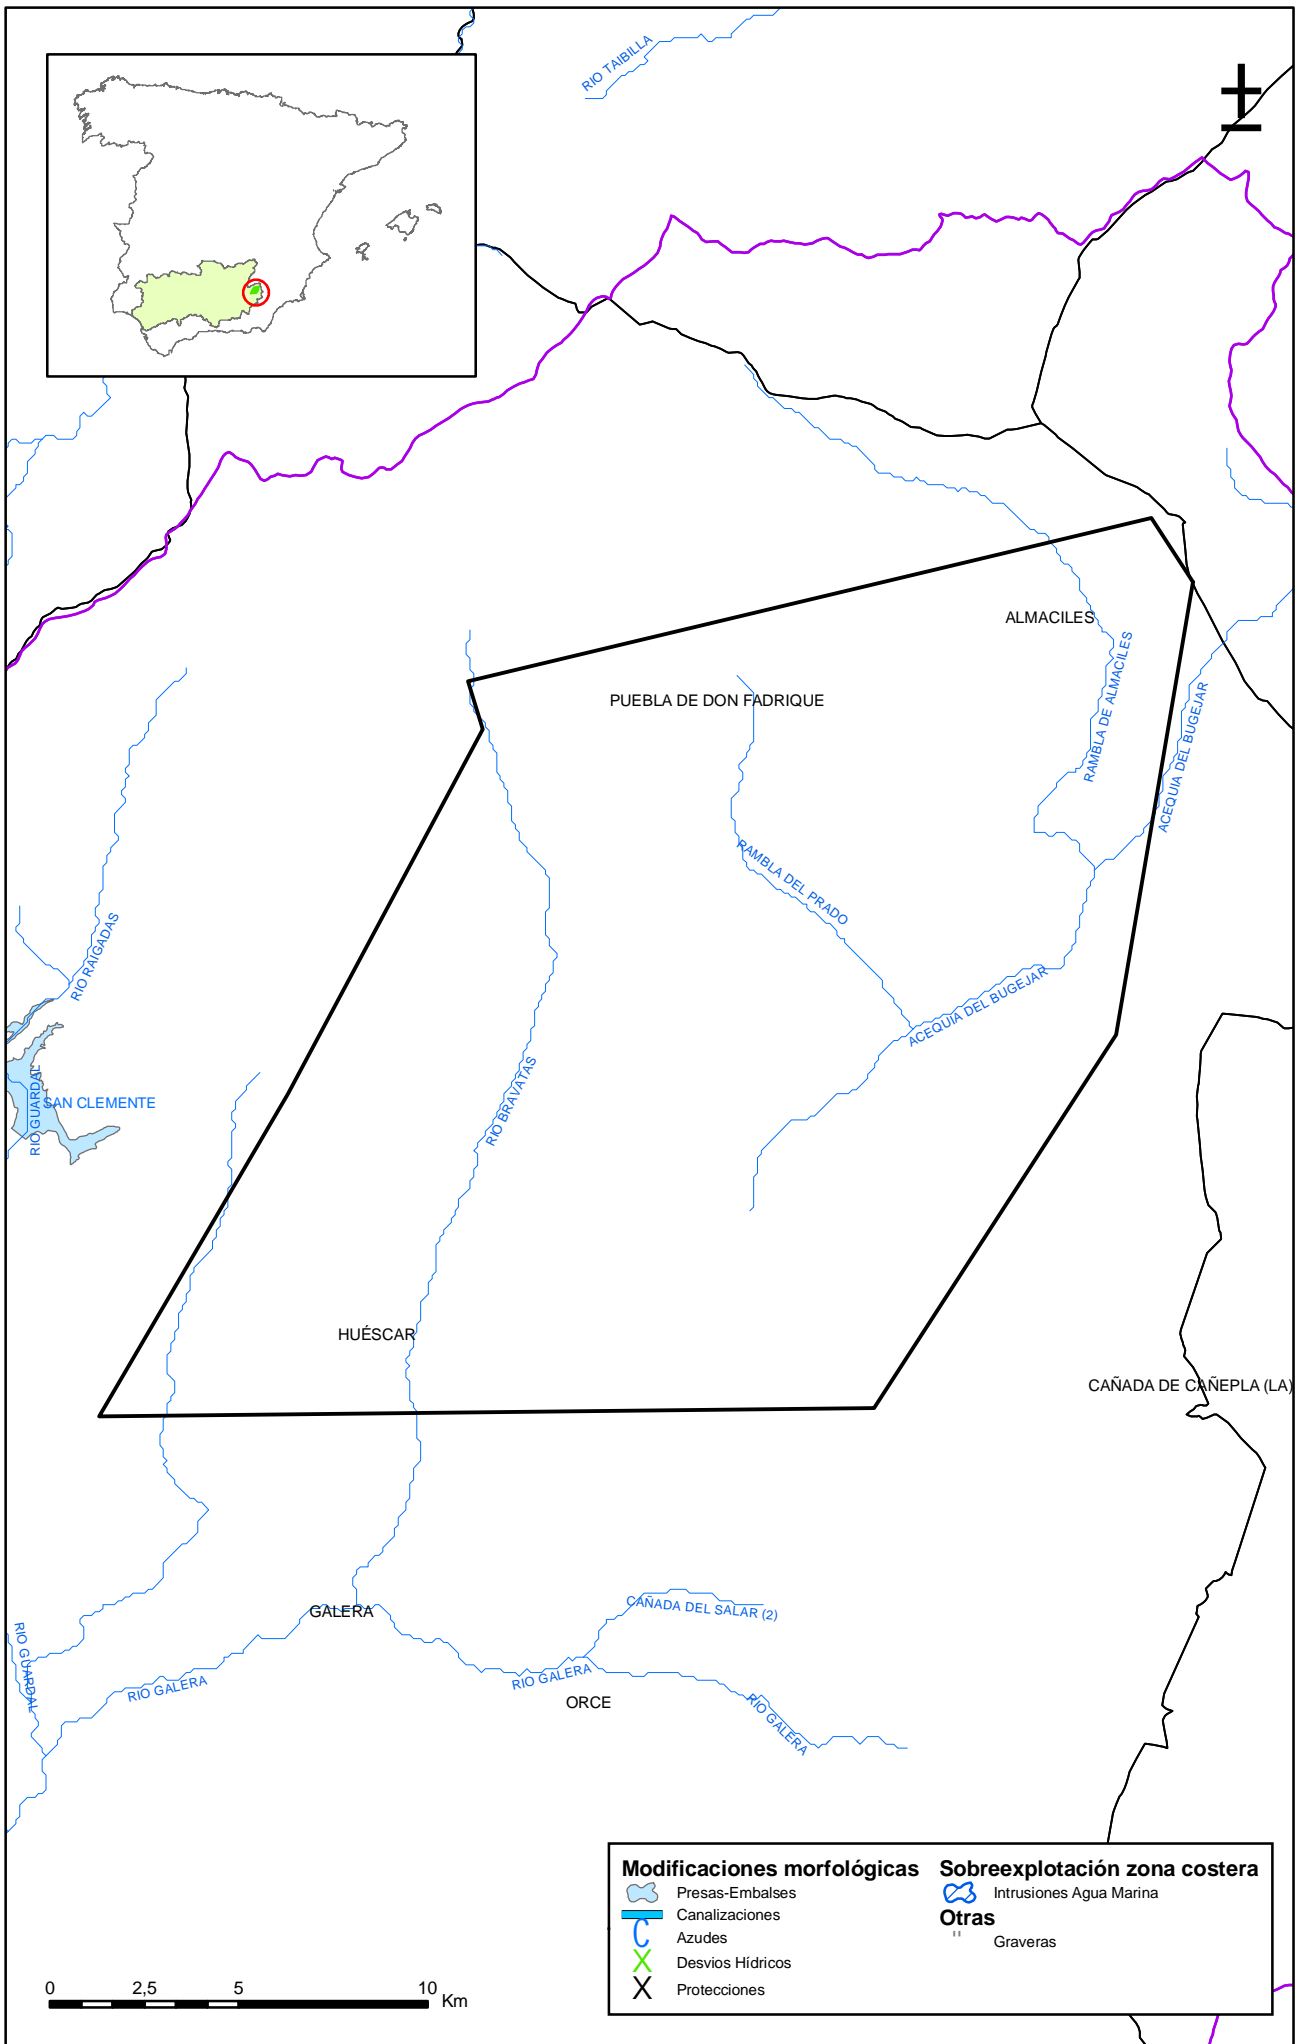 RIO TAIBILLA
ALMACILES
RAMBLA DE ALMACILES
PUEBLA DE DON FADRIQUE
ACEQUIA DEL BUGEJAR
RAMBLA DEL PRADO
RIO RAIGADAS
ACEQUIA DEL BUGEJAR
RIO BRAVATAS
RIO GUARDAL
SAN CLEMENTE
HUÉSCAR
CAÑADA DE CAÑEPLA (LA)
GALERA
CAÑADA DEL SALAR (2)
RIO GUARDAL
RIO GALERA
RIO GALERA
ORCE
RIO GALERA
Modificaciones morfológicas
Presas-Embalses
Canalizaciones
C Azudes
X Desvios Hídricos
X Protecciones
Sobreexplotación zona costera
Intrusiones Agua Marina
Otras
" Graveras
0 2,5 5 10 Km